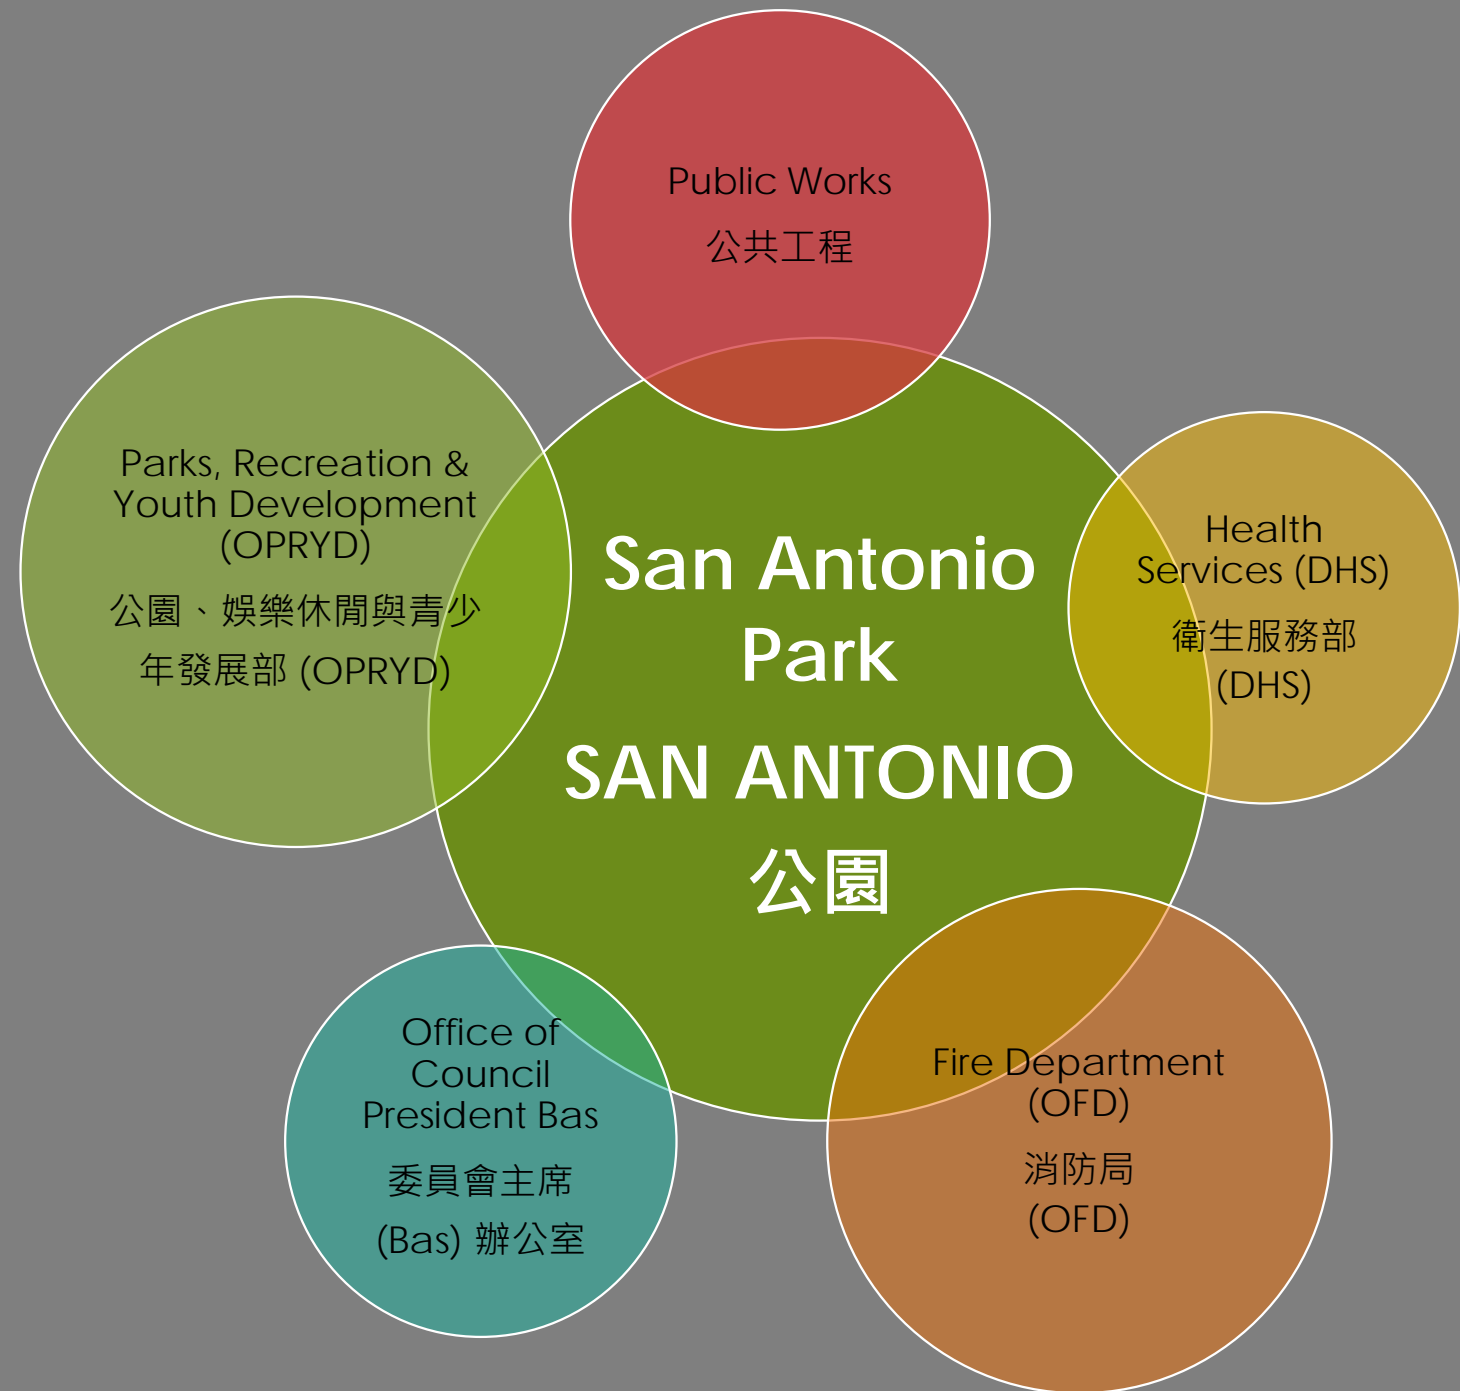 Public Works
公共工程
Parks, Recreation &
Youth Development
(OPRYD)
公園、娛樂休閒與青少
年發展部 (OPRYD)
San Antonio
Park
SAN ANTONIO
公園
Health
Services (DHS)
衛生服務部
(DHS)
Office of
Council
President Bas
委員會主席
(Bas) 辦公室
Fire Department
(OFD)
消防局
(OFD)